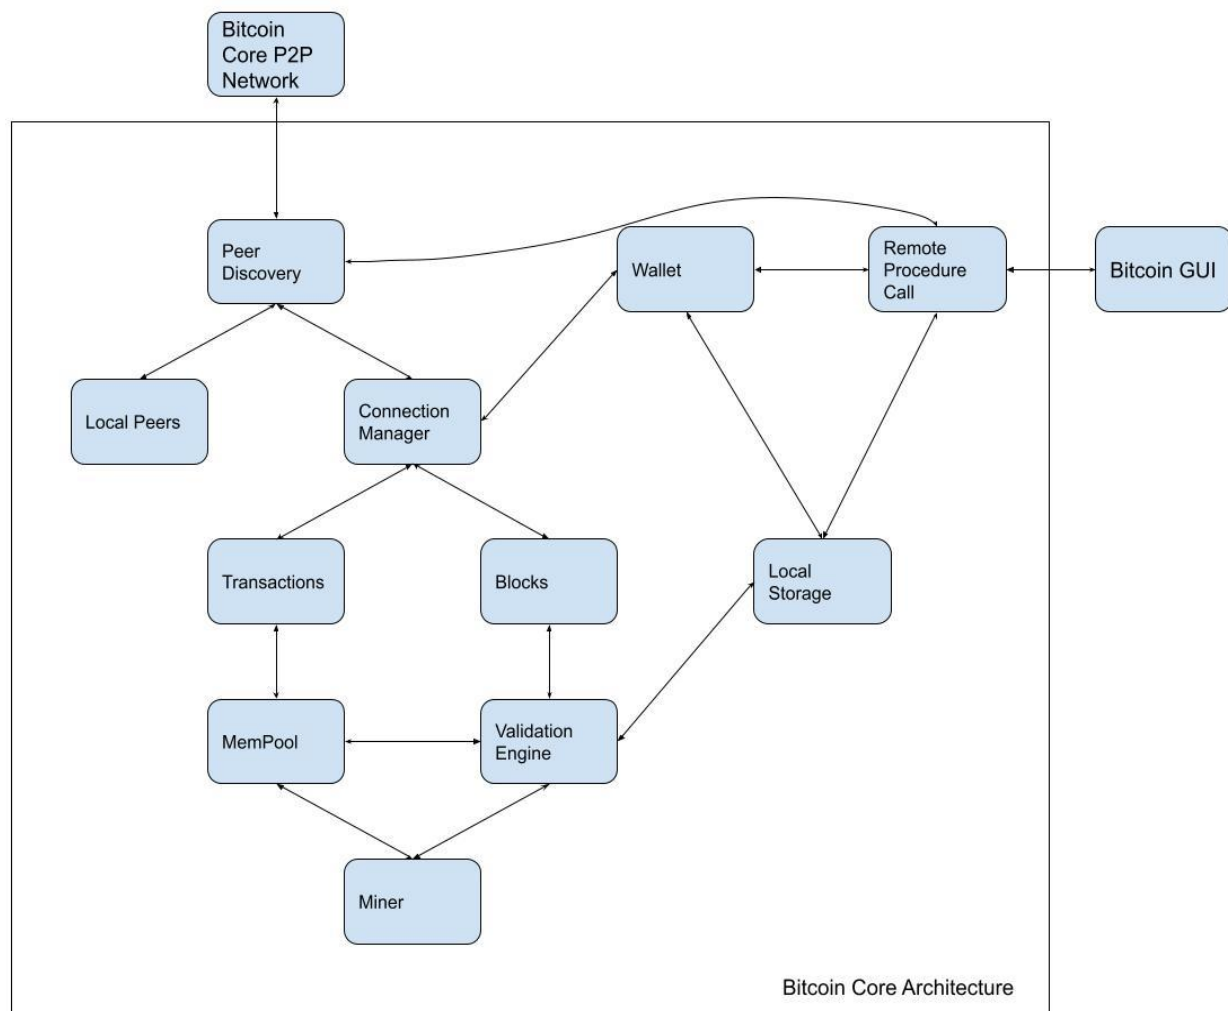 Bitcoin
Core P2P
Network
Peer
Discovery
Wallet
Remote
Procedure
Call
Bitcoin GUI
Local Peers
Connection
Manager
Transactions
Blocks
Local
Storage
MemPool
Validation
Engine
Miner
Bitcoin Core Architecture